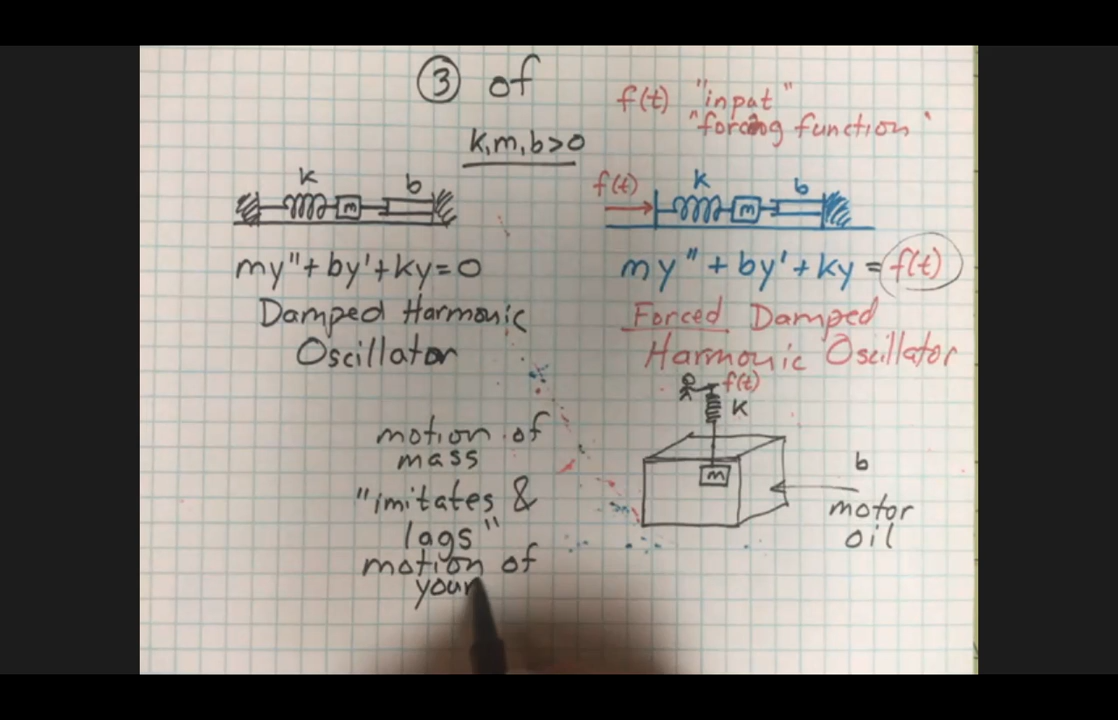 ③ of
f(t) "input"
"forcing function"
k, m, b > 0
k
b
m
my" + by' + ky = 0
Damped Harmonic
Oscillator
f(t)
k
b
m
my" + by' + ky = f(t)
Forced Damped
Harmonic Oscillator
f(t)
k
m
b
motor
oil
motion of
mass
"imitates &
lags"
motion of
your